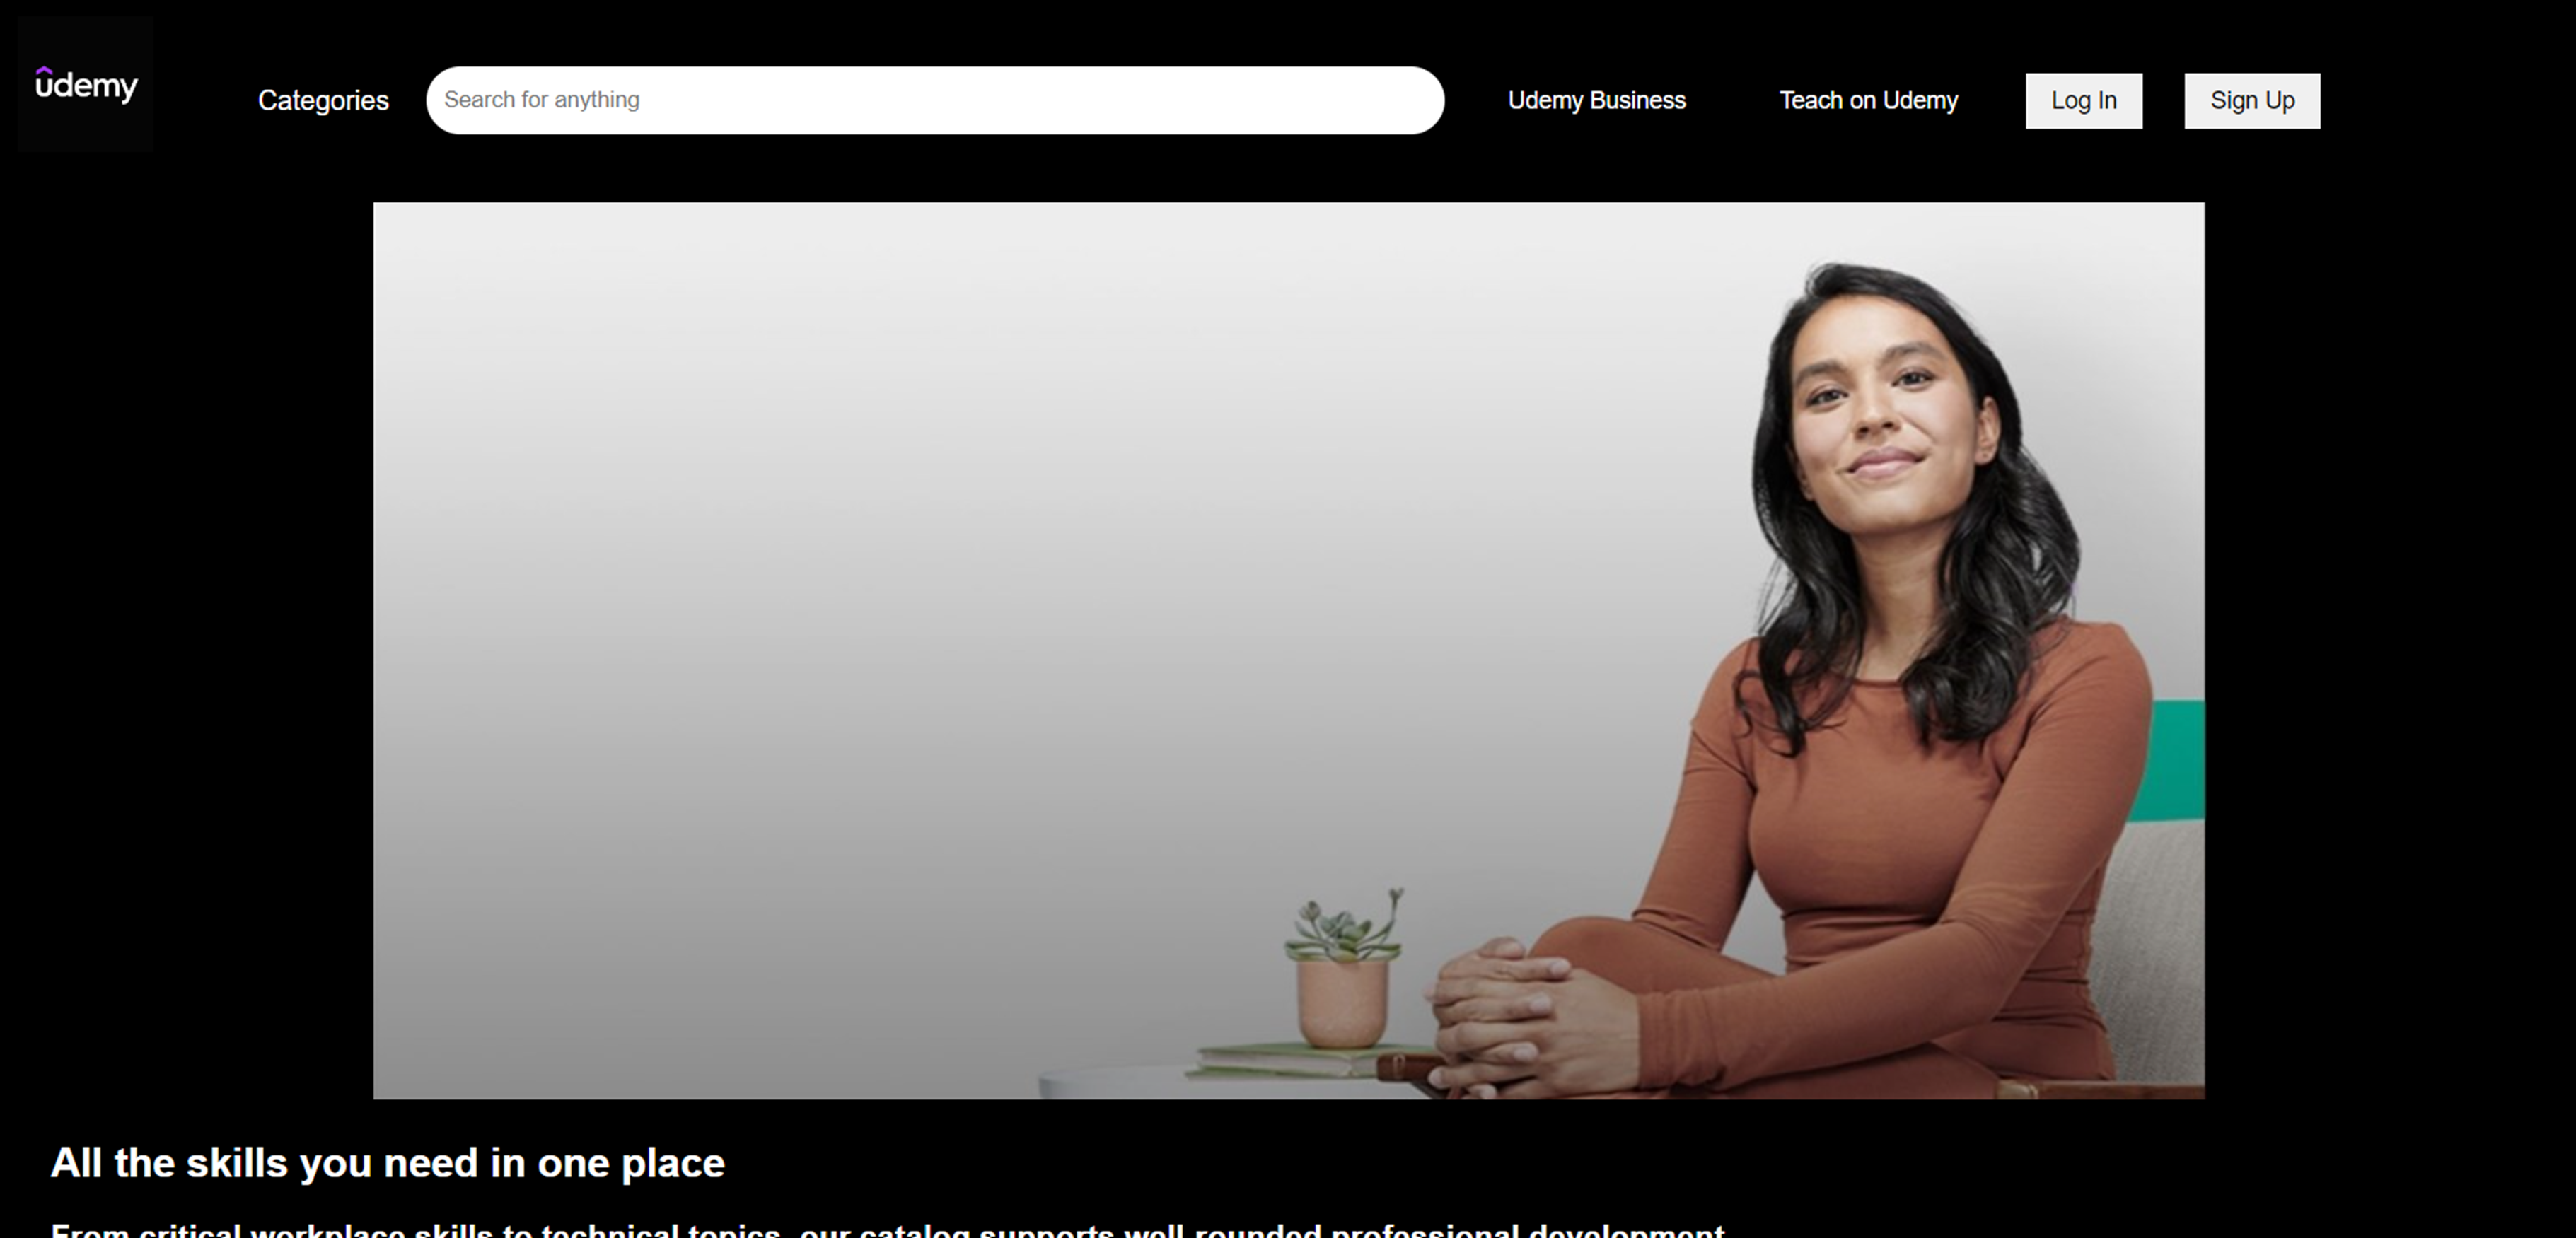 udemy
Categories
Search for anything
Udemy Business
Teach on Udemy
Log In
Sign Up
All the skills you need in one place
From critical workplace skills to technical topics, our catalog supports well-rounded professional development.